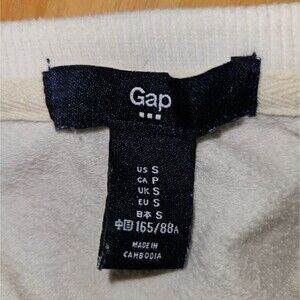 Gap
US S
CA P
UK S
EU S
日本 S
中国 165/88A
MADE IN
CAMBODIA